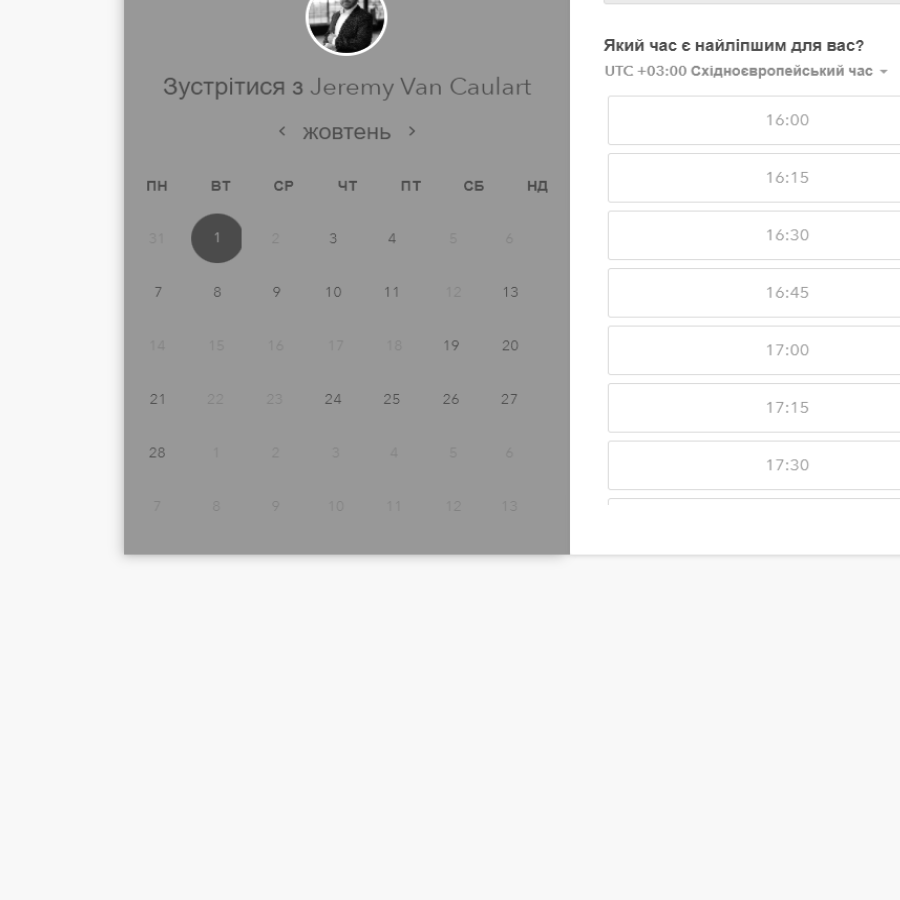 Зустрітися з Jeremy Van Caulart
жовтень
ПН ВТ СР ЧТ ПТ СБ НД
31 1 2 3 4 5 6
7 8 9 10 11 12 13
14 15 16 17 18 19 20
21 22 23 24 25 26 27
28 1 2 3 4 5 6
7 8 9 10 11 12 13
Який час є найліпшим для вас?
UTC +03:00 Східноєвропейський час
16:00
16:15
16:30
16:45
17:00
17:15
17:30